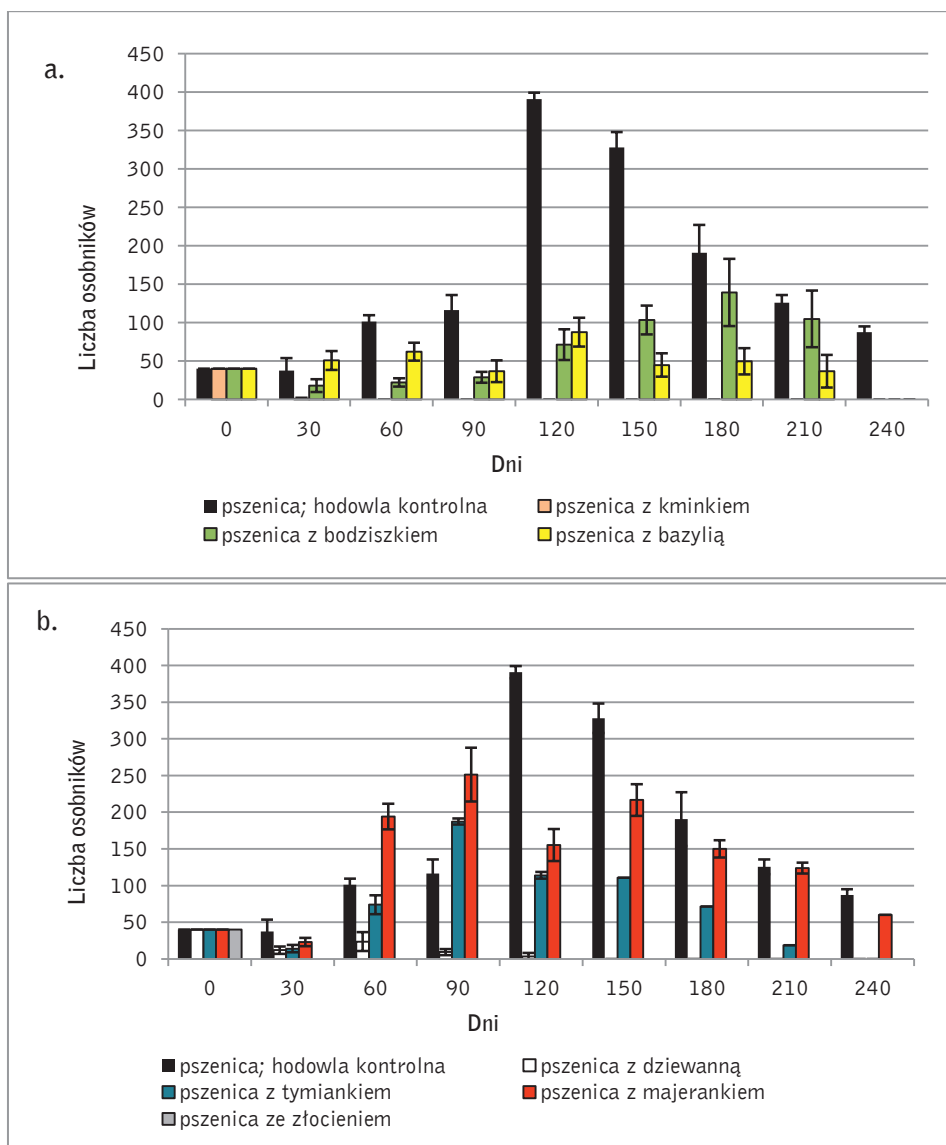 a.
450
400
350
300
250
200
150
100
50
0
Liczba osobników
0 30 60 90 120 150 180 210 240
Dni
pszenica; hodowla kontrolna pszenica z kminkiem
pszenica z bodziszkiem pszenica z bazylią
b.
450
400
350
300
250
200
150
100
50
0
Liczba osobników
0 30 60 90 120 150 180 210 240
Dni
pszenica; hodowla kontrolna pszenica z dziewanną
pszenica z tymiankiem pszenica z majerankiem
pszenica ze złocieniem